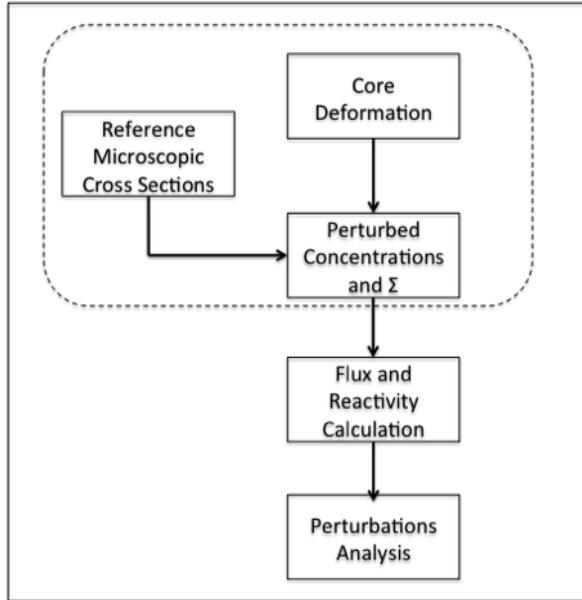 Core
Deformation
Reference
Microscopic
Cross Sections
Perturbed
Concentrations
and Σ
Flux and
Reactivity
Calculation
Perturbations
Analysis